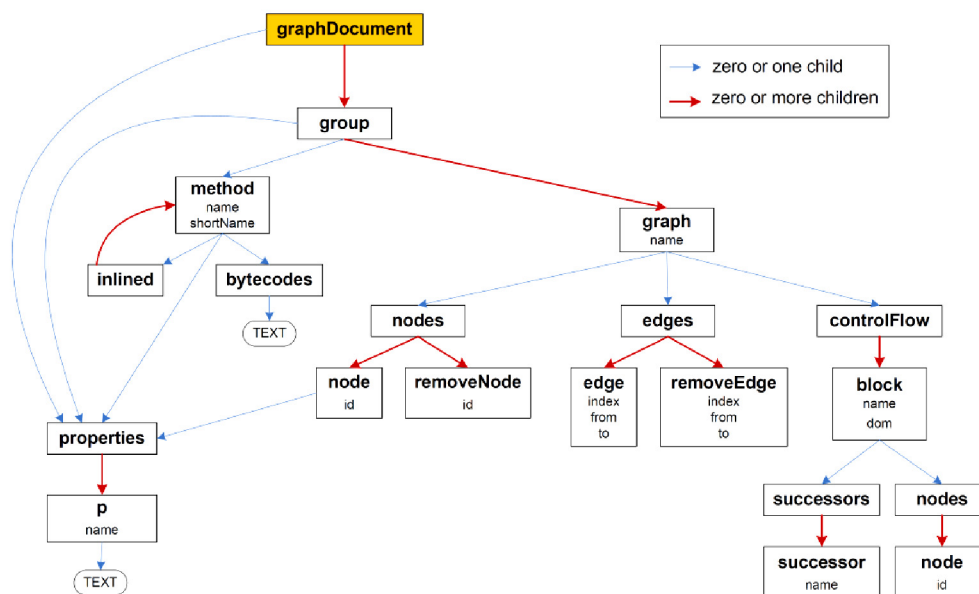 graphDocument
zero or one child
zero or more children
group
method
name
shortName
graph
name
inlined
bytecodes
TEXT
nodes
edges
controlFlow
node
id
removeNode
id
edge
index
from
to
removeEdge
index
from
to
block
name
dom
properties
p
name
TEXT
successors
nodes
successor
name
node
id